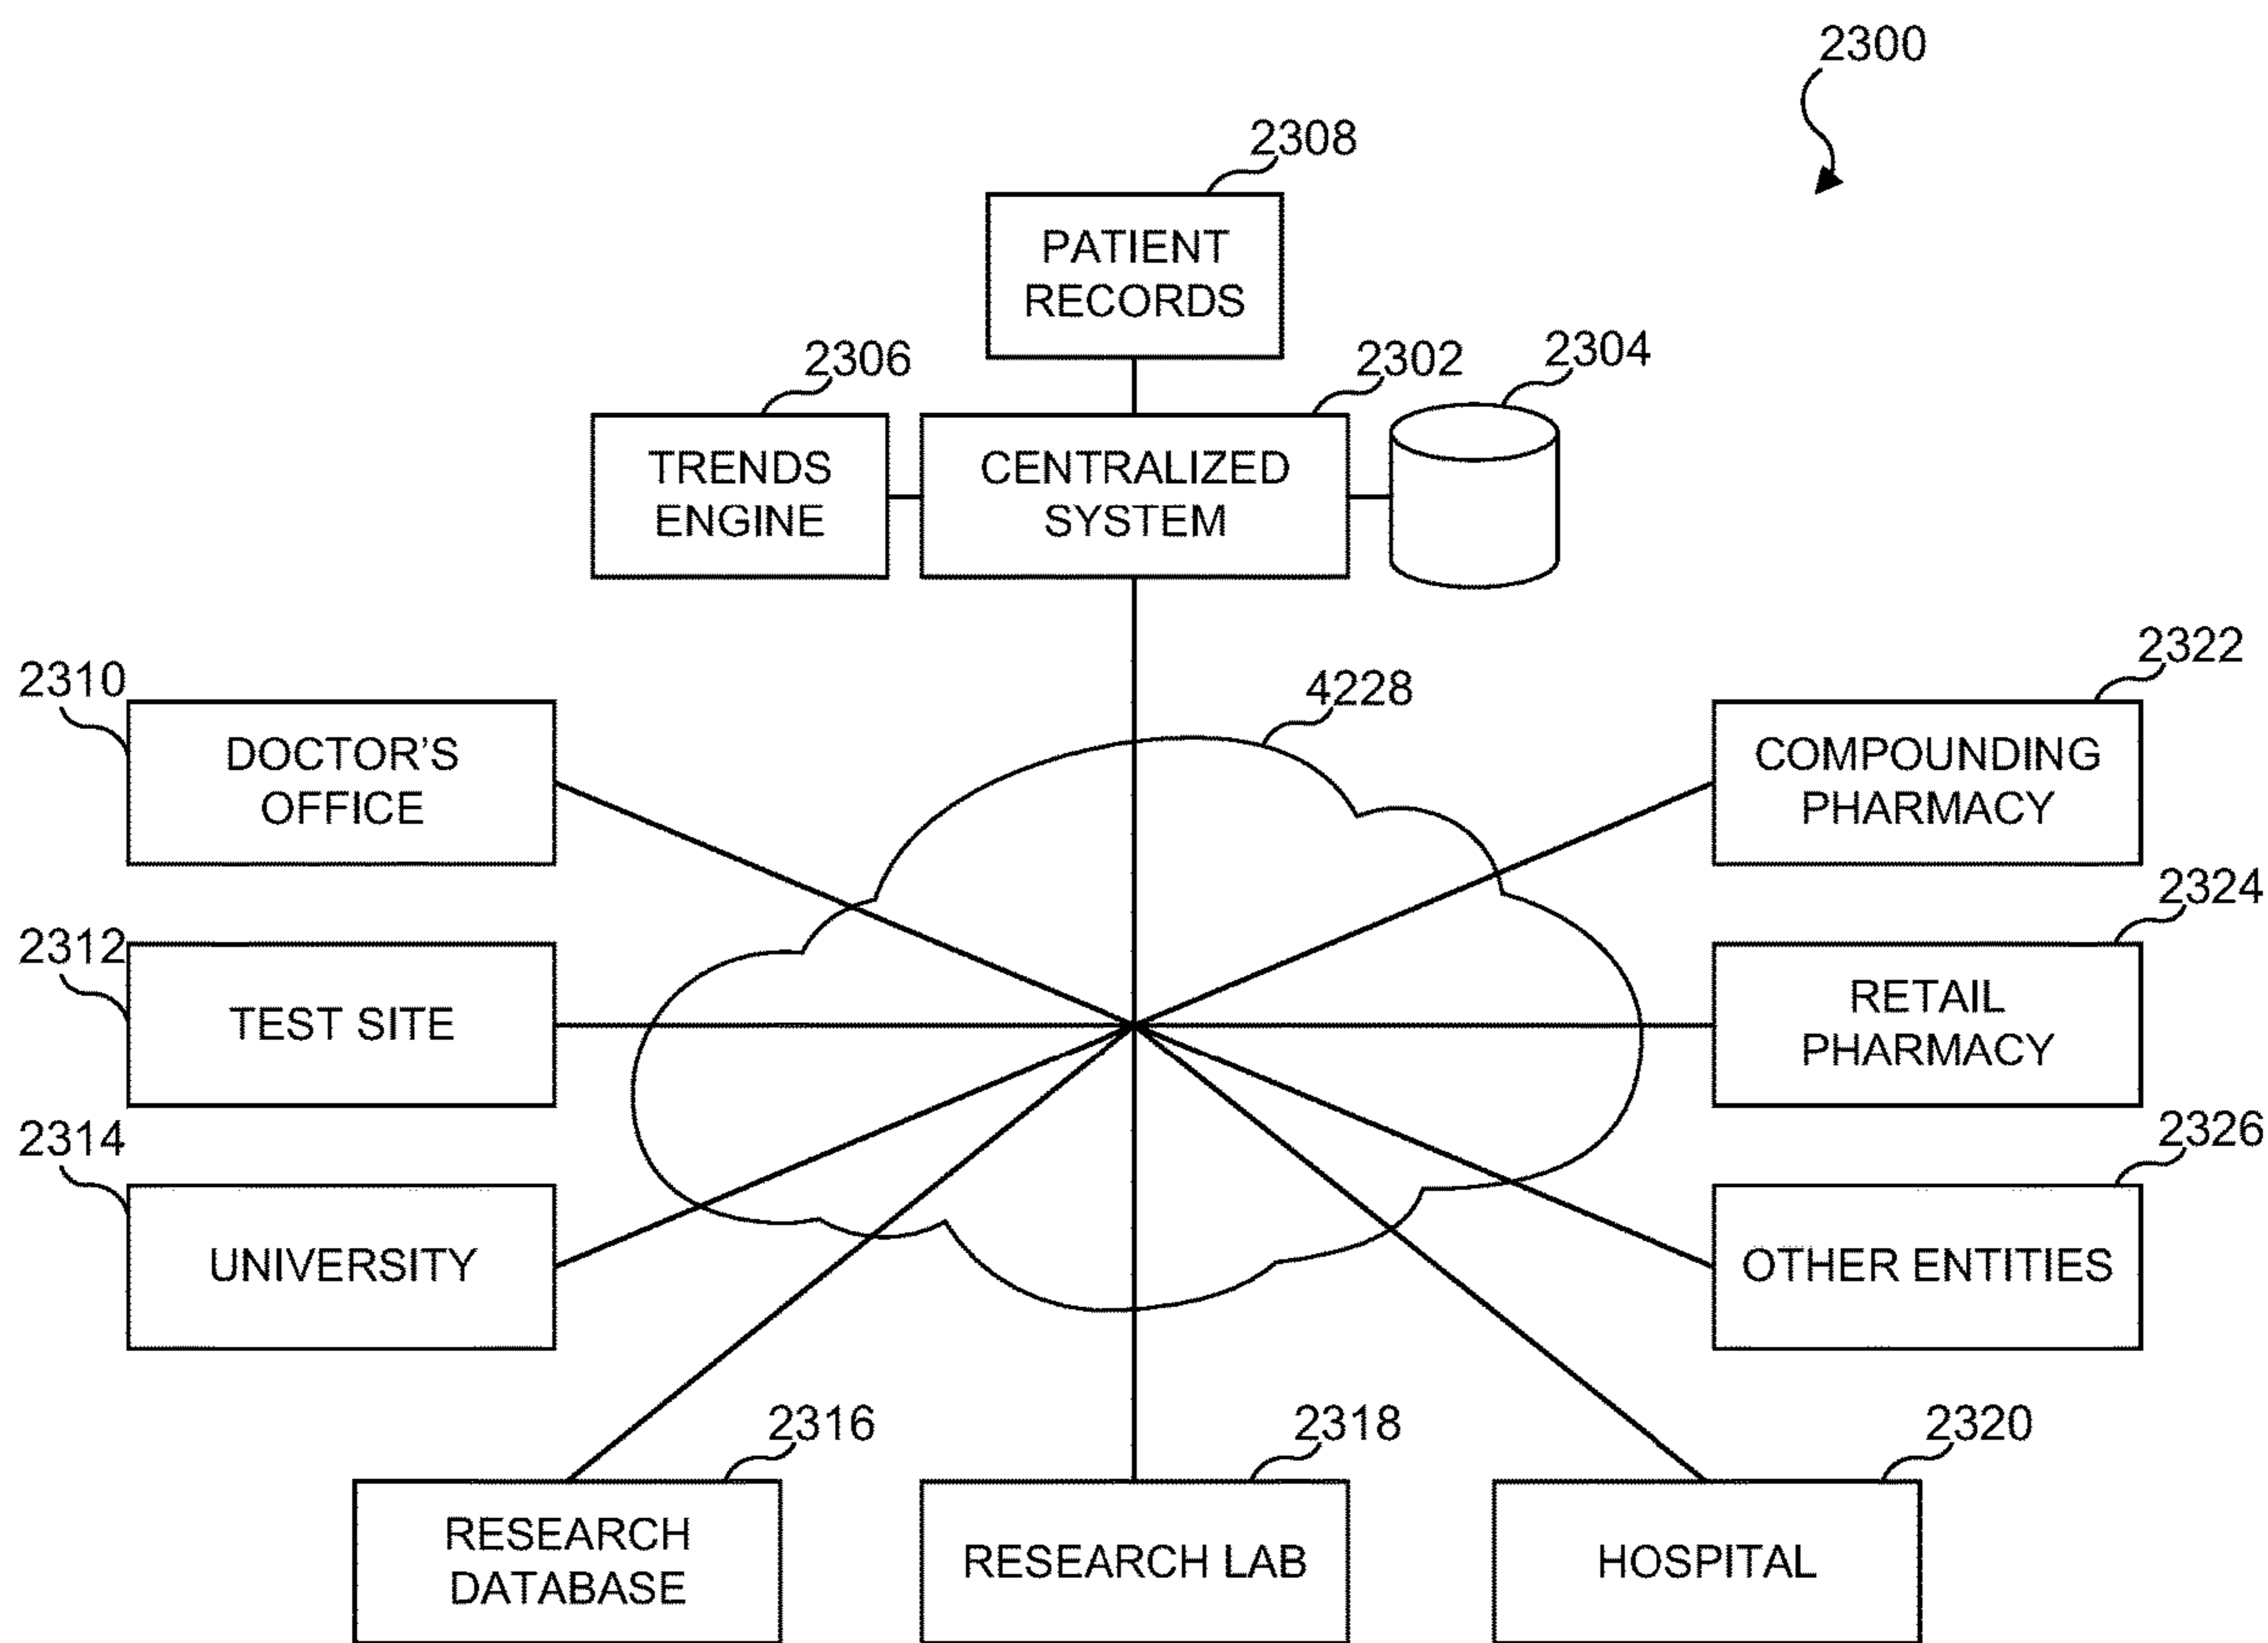 2300
2308
PATIENT
RECORDS
2306
2302
2304
TRENDS
ENGINE
CENTRALIZED
SYSTEM
2310
DOCTOR'S
OFFICE
4228
2322
COMPOUNDING
PHARMACY
2312
TEST SITE
2324
RETAIL
PHARMACY
2314
UNIVERSITY
2326
OTHER ENTITIES
2316
RESEARCH
DATABASE
2318
RESEARCH LAB
2320
HOSPITAL